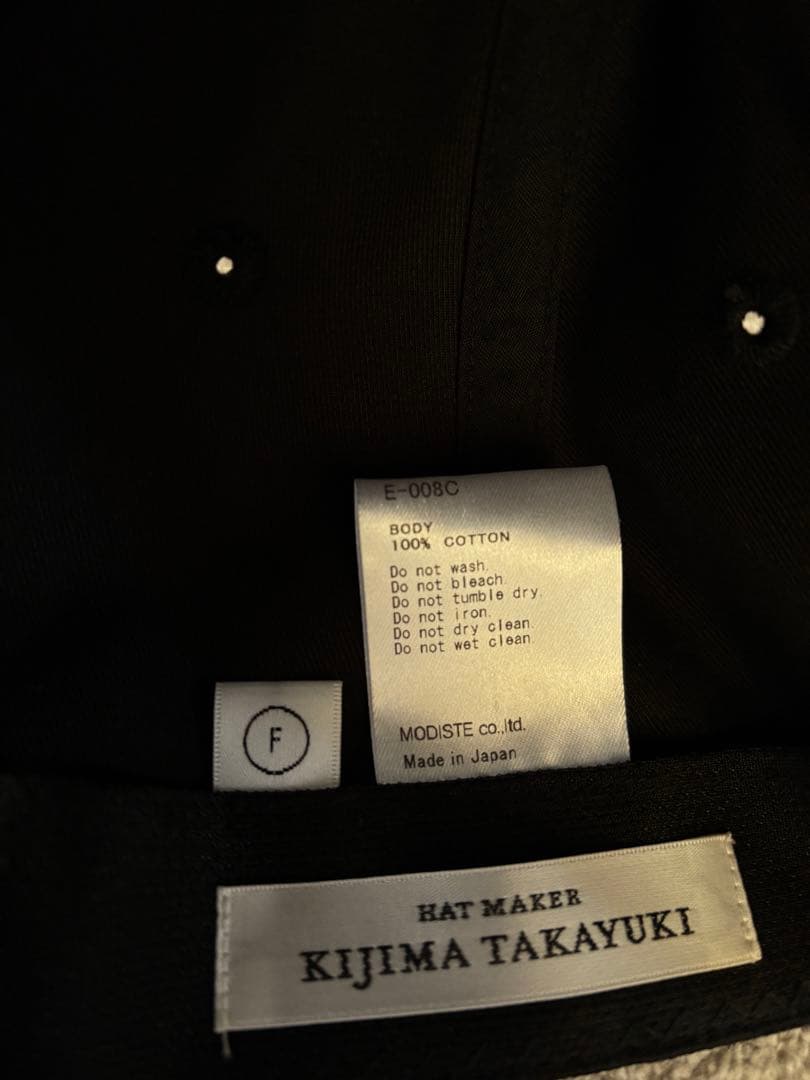 E-008C
BODY
100% COTTON
Do not wash.
Do not bleach.
Do not tumble dry.
Do not iron.
Do not dry clean.
Do not wet clean.
MODISTE co.,ltd.
Made in Japan
F
HAT MAKER
KIJIMA TAKAYUKI